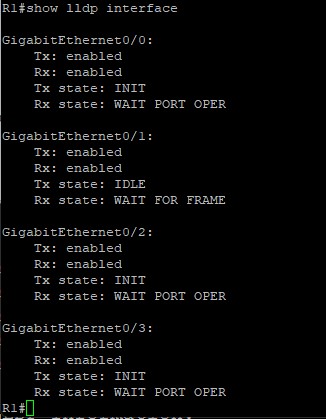 R1#show lldp interface
GigabitEthernet0/0:
Tx: enabled
Rx: enabled
Tx state: INIT
Rx state: WAIT PORT OPER
GigabitEthernet0/1:
Tx: enabled
Rx: enabled
Tx state: IDLE
Rx state: WAIT FOR FRAME
GigabitEthernet0/2:
Tx: enabled
Rx: enabled
Tx state: INIT
Rx state: WAIT PORT OPER
GigabitEthernet0/3:
Tx: enabled
Rx: enabled
Tx state: INIT
Rx state: WAIT PORT OPER
R1#